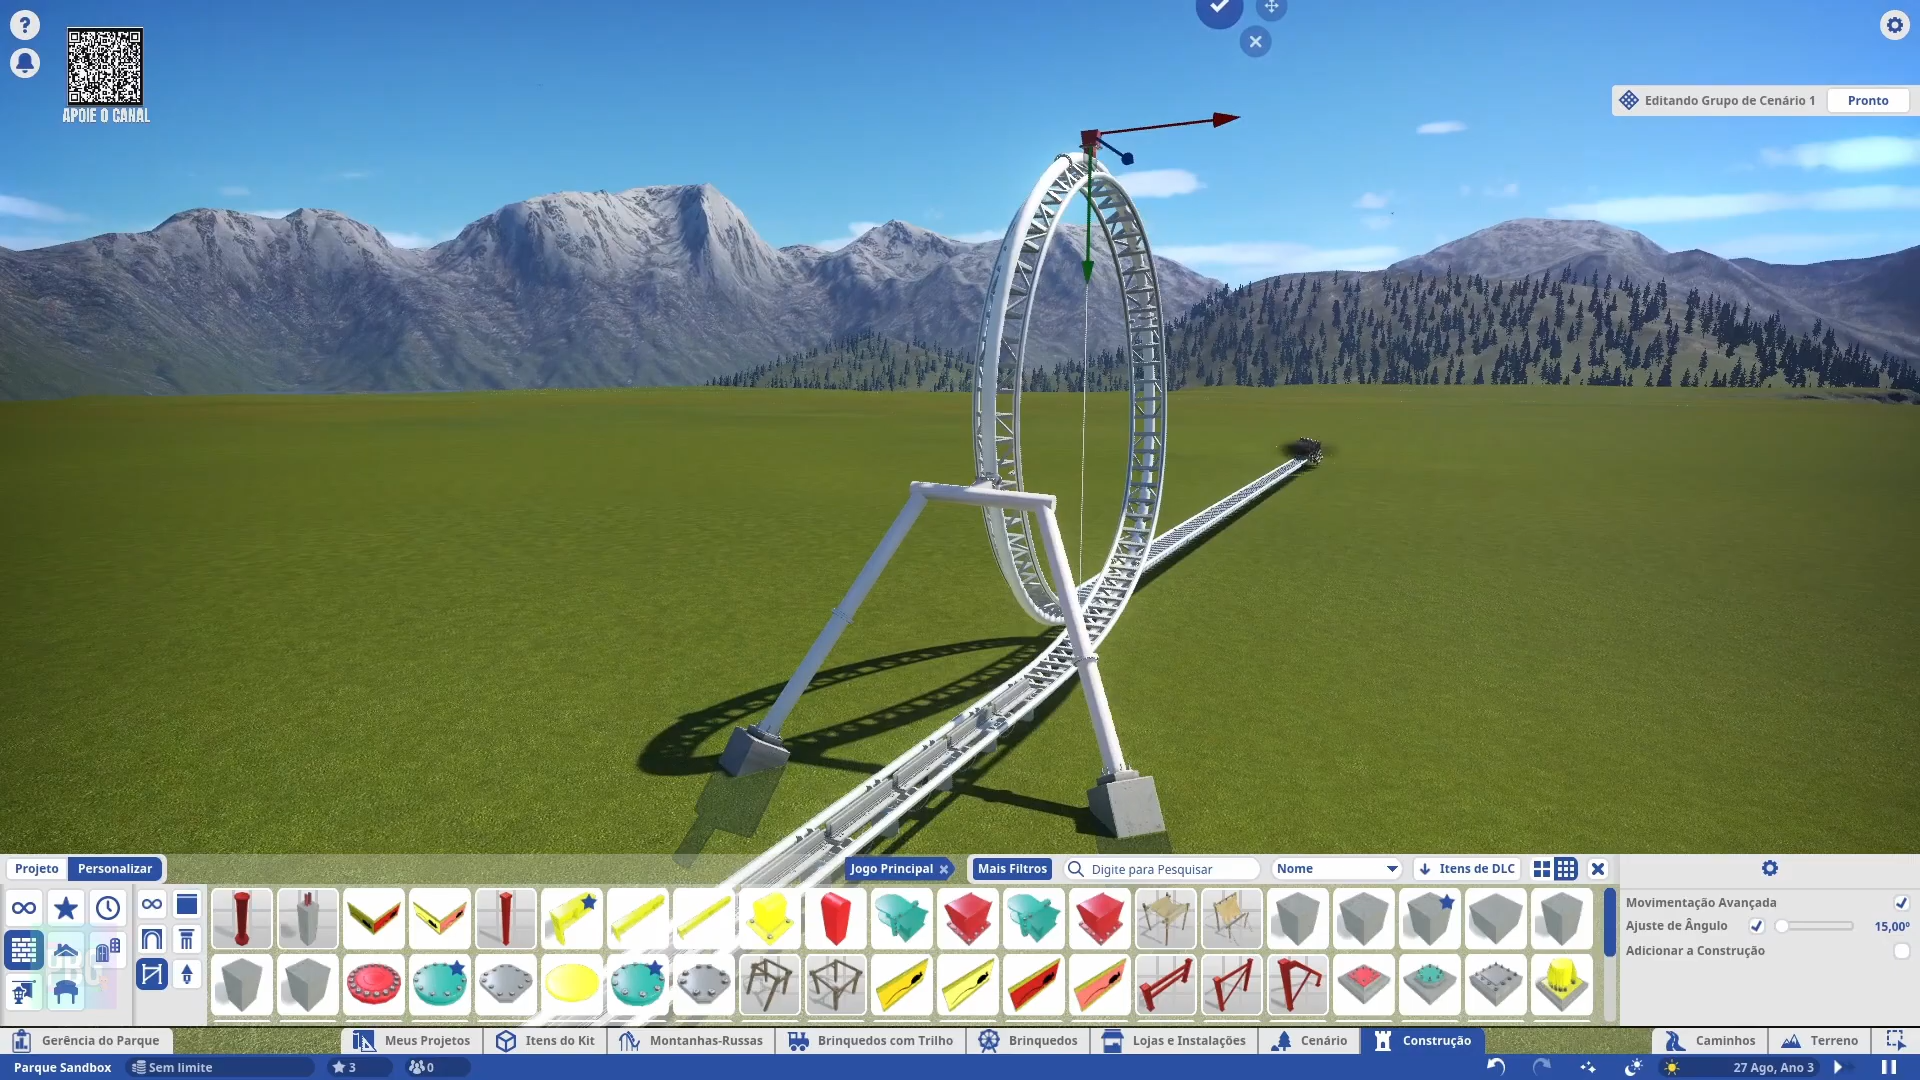 ?
APOIE O CANAL
Editando Grupo de Cenário 1
Pronto
Projeto
Personalizar
Jogo Principal
Mais Filtros
Digite para Pesquisar
Nome
Itens de DLC
Movimentação Avançada
Ajuste de Ângulo
15,00°
Adicionar a Construção
Gerência do Parque
Meus Projetos
Itens do Kit
Montanhas-Russas
Brinquedos com Trilho
Brinquedos
Lojas e Instalações
Cenário
Construção
Caminhos
Terreno
Parque Sandbox
Sem limite
3
0
27 Ago, Ano 3